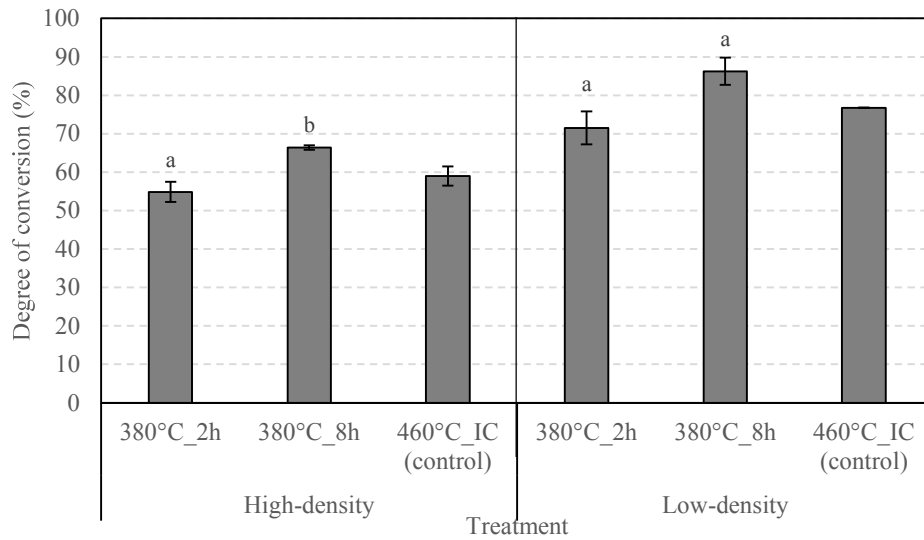 100
90
80
70
60
50
40
30
20
10
0
Degree of conversion (%)
a
b
a
a
380°C_2h
380°C_8h
460°C_IC
(control)
380°C_2h
380°C_8h
460°C_IC
(control)
High-density
Low-density
Treatment